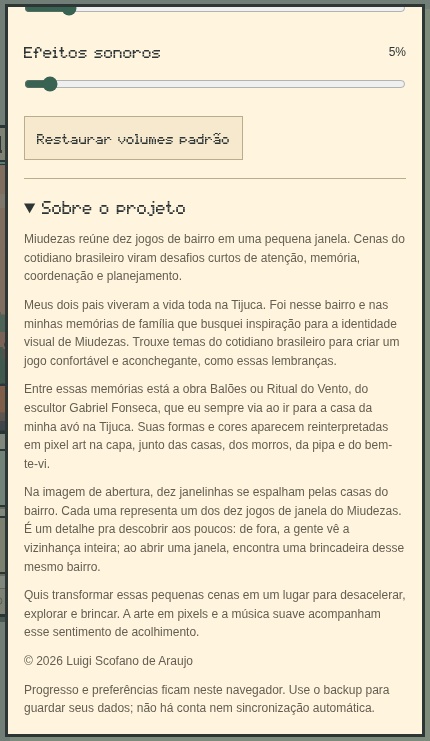 Efeitos sonoros 5%
Restaurar volumes padrão
▼ Sobre o projeto
Miudezas reúne dez jogos de bairro em uma pequena janela. Cenas do
cotidiano brasileiro viram desafios curtos de atenção, memória,
coordenação e planejamento.
Meus dois pais viveram a vida toda na Tijuca. Foi nesse bairro e nas
minhas memórias de família que busquei inspiração para a identidade
visual de Miudezas. Trouxe temas do cotidiano brasileiro para criar um
jogo confortável e aconchegante, como essas lembranças.
Entre essas memórias está a obra Balões ou Ritual do Vento, do
escultor Gabriel Fonseca, que eu sempre via ao ir para a casa da
minha avó na Tijuca. Suas formas e cores aparecem reinterpretadas
em pixel art na capa, junto das casas, dos morros, da pipa e do bem-
te-vi.
Na imagem de abertura, dez janelinhas se espalham pelas casas do
bairro. Cada uma representa um dos dez jogos de janela do Miudezas.
É um detalhe pra descobrir aos poucos: de fora, a gente vê a
vizinhança inteira; ao abrir uma janela, encontra uma brincadeira desse
mesmo bairro.
Quis transformar essas pequenas cenas em um lugar para desacelerar,
explorar e brincar. A arte em pixels e a música suave acompanham
esse sentimento de acolhimento.
© 2026 Luigi Scofano de Araujo
Progresso e preferências ficam neste navegador. Use o backup para
guardar seus dados; não há conta nem sincronização automática.